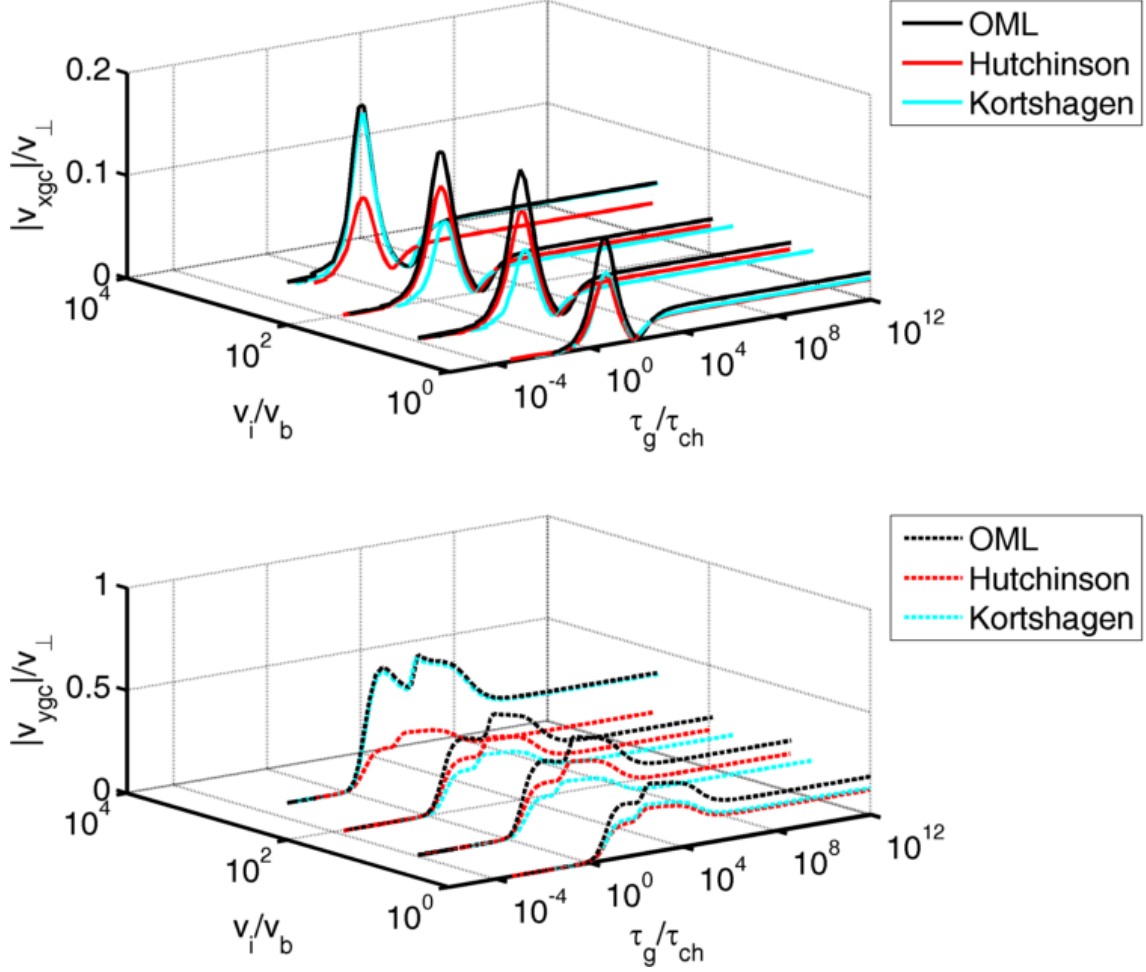 OML
Hutchinson
Kortshagen
|v_xgc|/v_⊥
0.2
0.1
0
10^4
10^2
10^0
v_i/v_b
10^-4
10^0
10^4
10^8
10^12
τ_g/τ_ch
OML
Hutchinson
Kortshagen
|v_ygc|/v_⊥
1
0.5
0
10^4
10^2
10^0
v_i/v_b
10^-4
10^0
10^4
10^8
10^12
τ_g/τ_ch